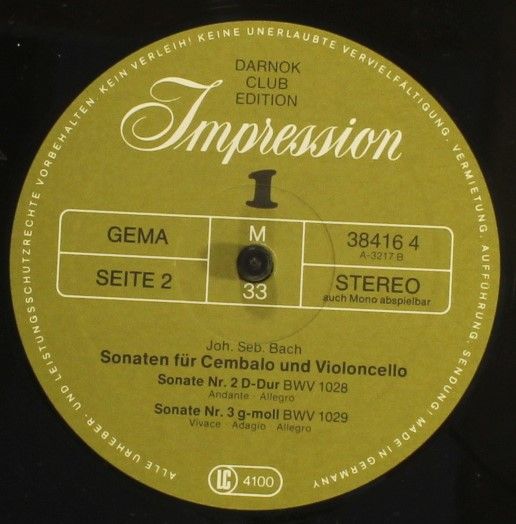 ALLE URHEBER- UND LEISTUNGSSCHUTZRECHTE VORBEHALTEN · KEIN VERLEIH! KEINE UNERLAUBTE VERVIELFÄLTIGUNG, VERMIETUNG, AUFFÜHRUNG, SENDUNG! MADE IN GERMANY
DARNOK
CLUB
EDITION
Impression
1
GEMA
M
38416 4
A-3217 B
SEITE 2
33
STEREO
auch Mono abspielbar
Joh. Seb. Bach
Sonaten für Cembalo und Violoncello
Sonate Nr. 2 D-Dur BWV 1028
Andante · Allegro
Sonate Nr. 3 g-moll BWV 1029
Vivace · Adagio · Allegro
LC 4100